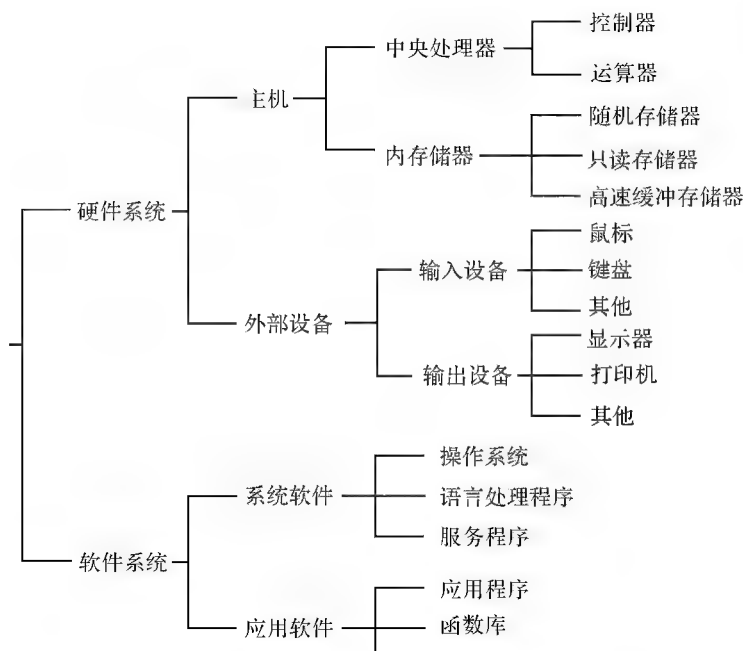 控制器
中央处理器
运算器
主机
随机存储器
内存储器
只读存储器
高速缓冲存储器
硬件系统
鼠标
输入设备
键盘
其他
外部设备
显示器
输出设备
打印机
其他
操作系统
系统软件
语言处理程序
服务程序
软件系统
应用程序
应用软件
函数库